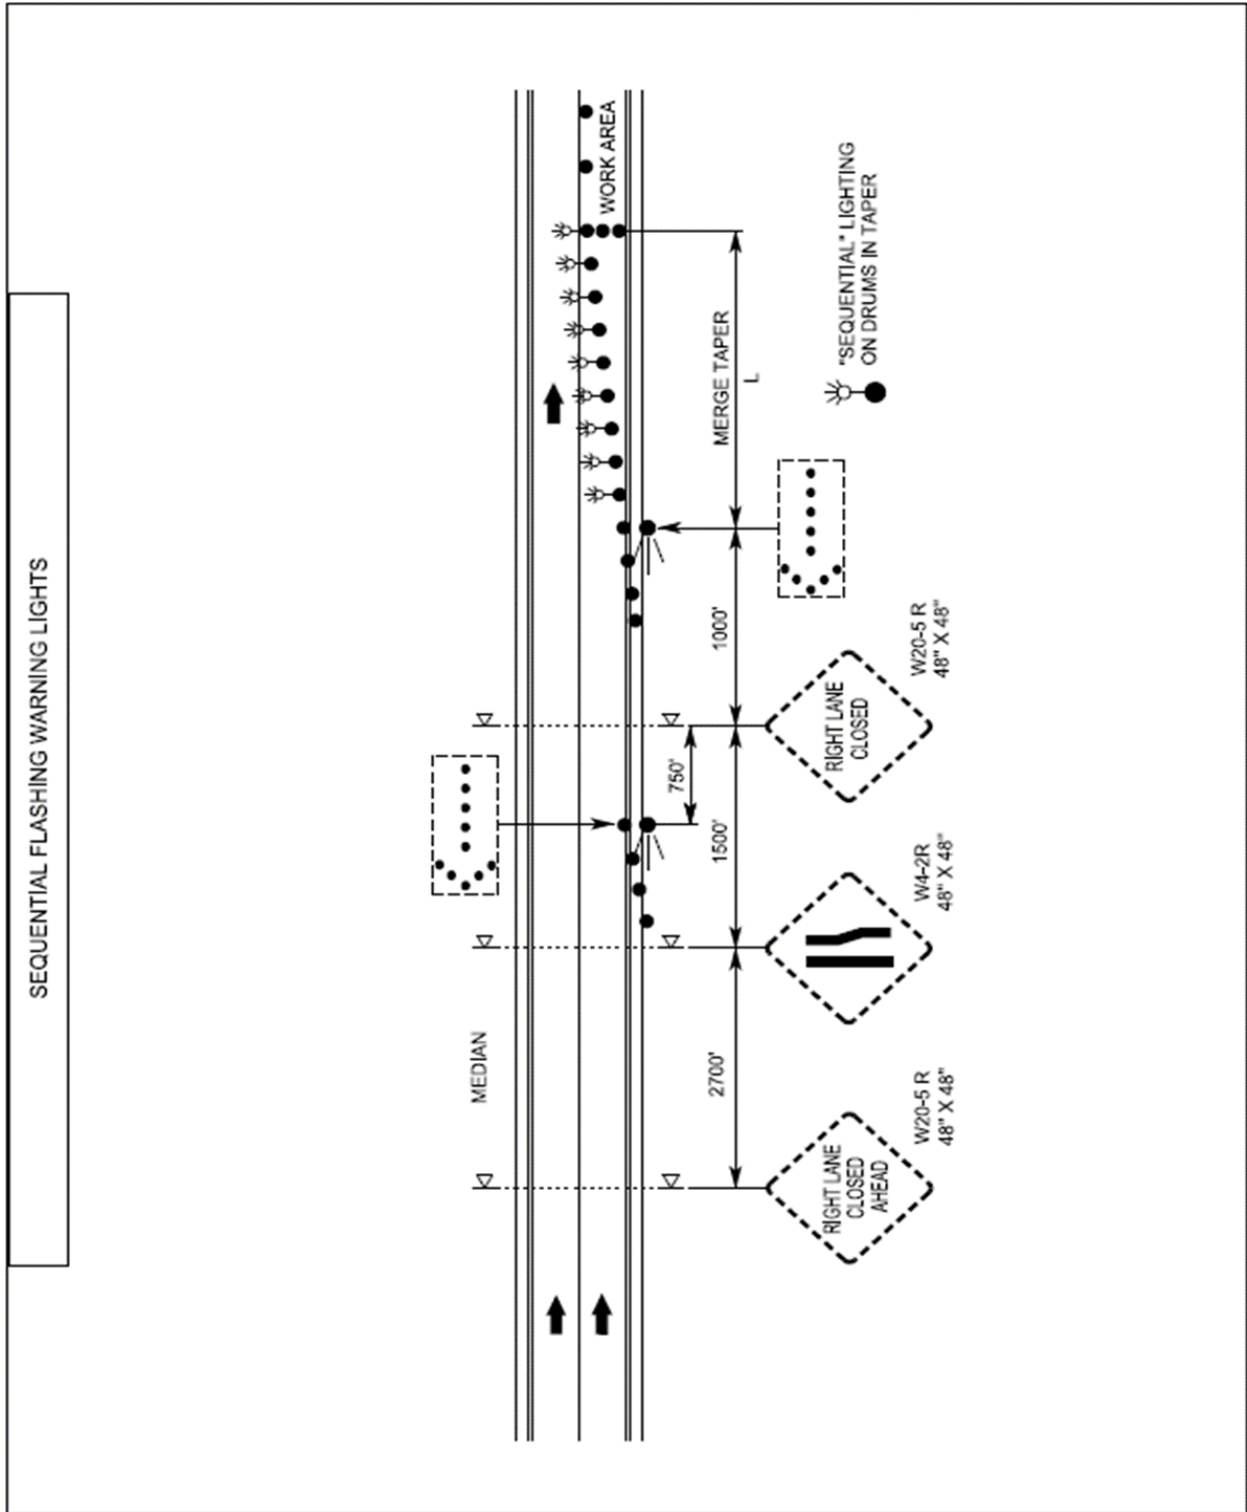 SEQUENTIAL FLASHING WARNING LIGHTS
WORK AREA
"SEQUENTIAL" LIGHTING
ON DRUMS IN TAPER
MERGE TAPER
L
1000'
750'
1500'
2700'
MEDIAN
RIGHT LANE
CLOSED
W20-5 R
48" X 48"
W4-2R
48" X 48"
RIGHT LANE
CLOSED
AHEAD
W20-5 R
48" X 48"